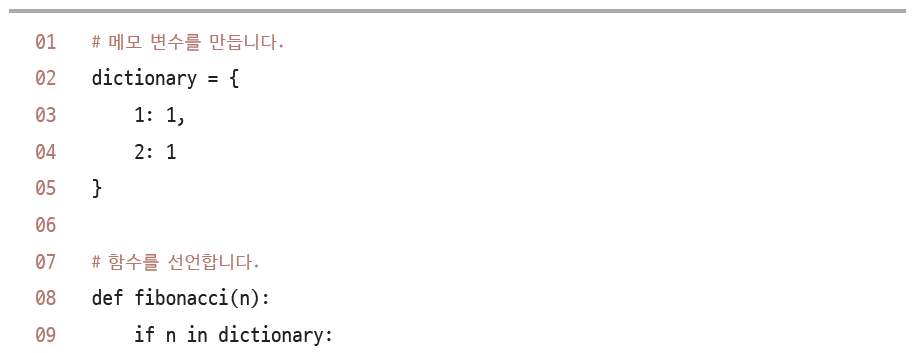 01 # 메모 변수를 만듭니다.
02 dictionary = {
03     1: 1,
04     2: 1
05 }
06
07 # 함수를 선언합니다.
08 def fibonacci(n):
09     if n in dictionary: